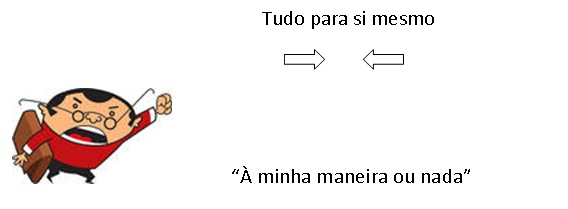 Tudo para si mesmo
“À minha maneira ou nada”